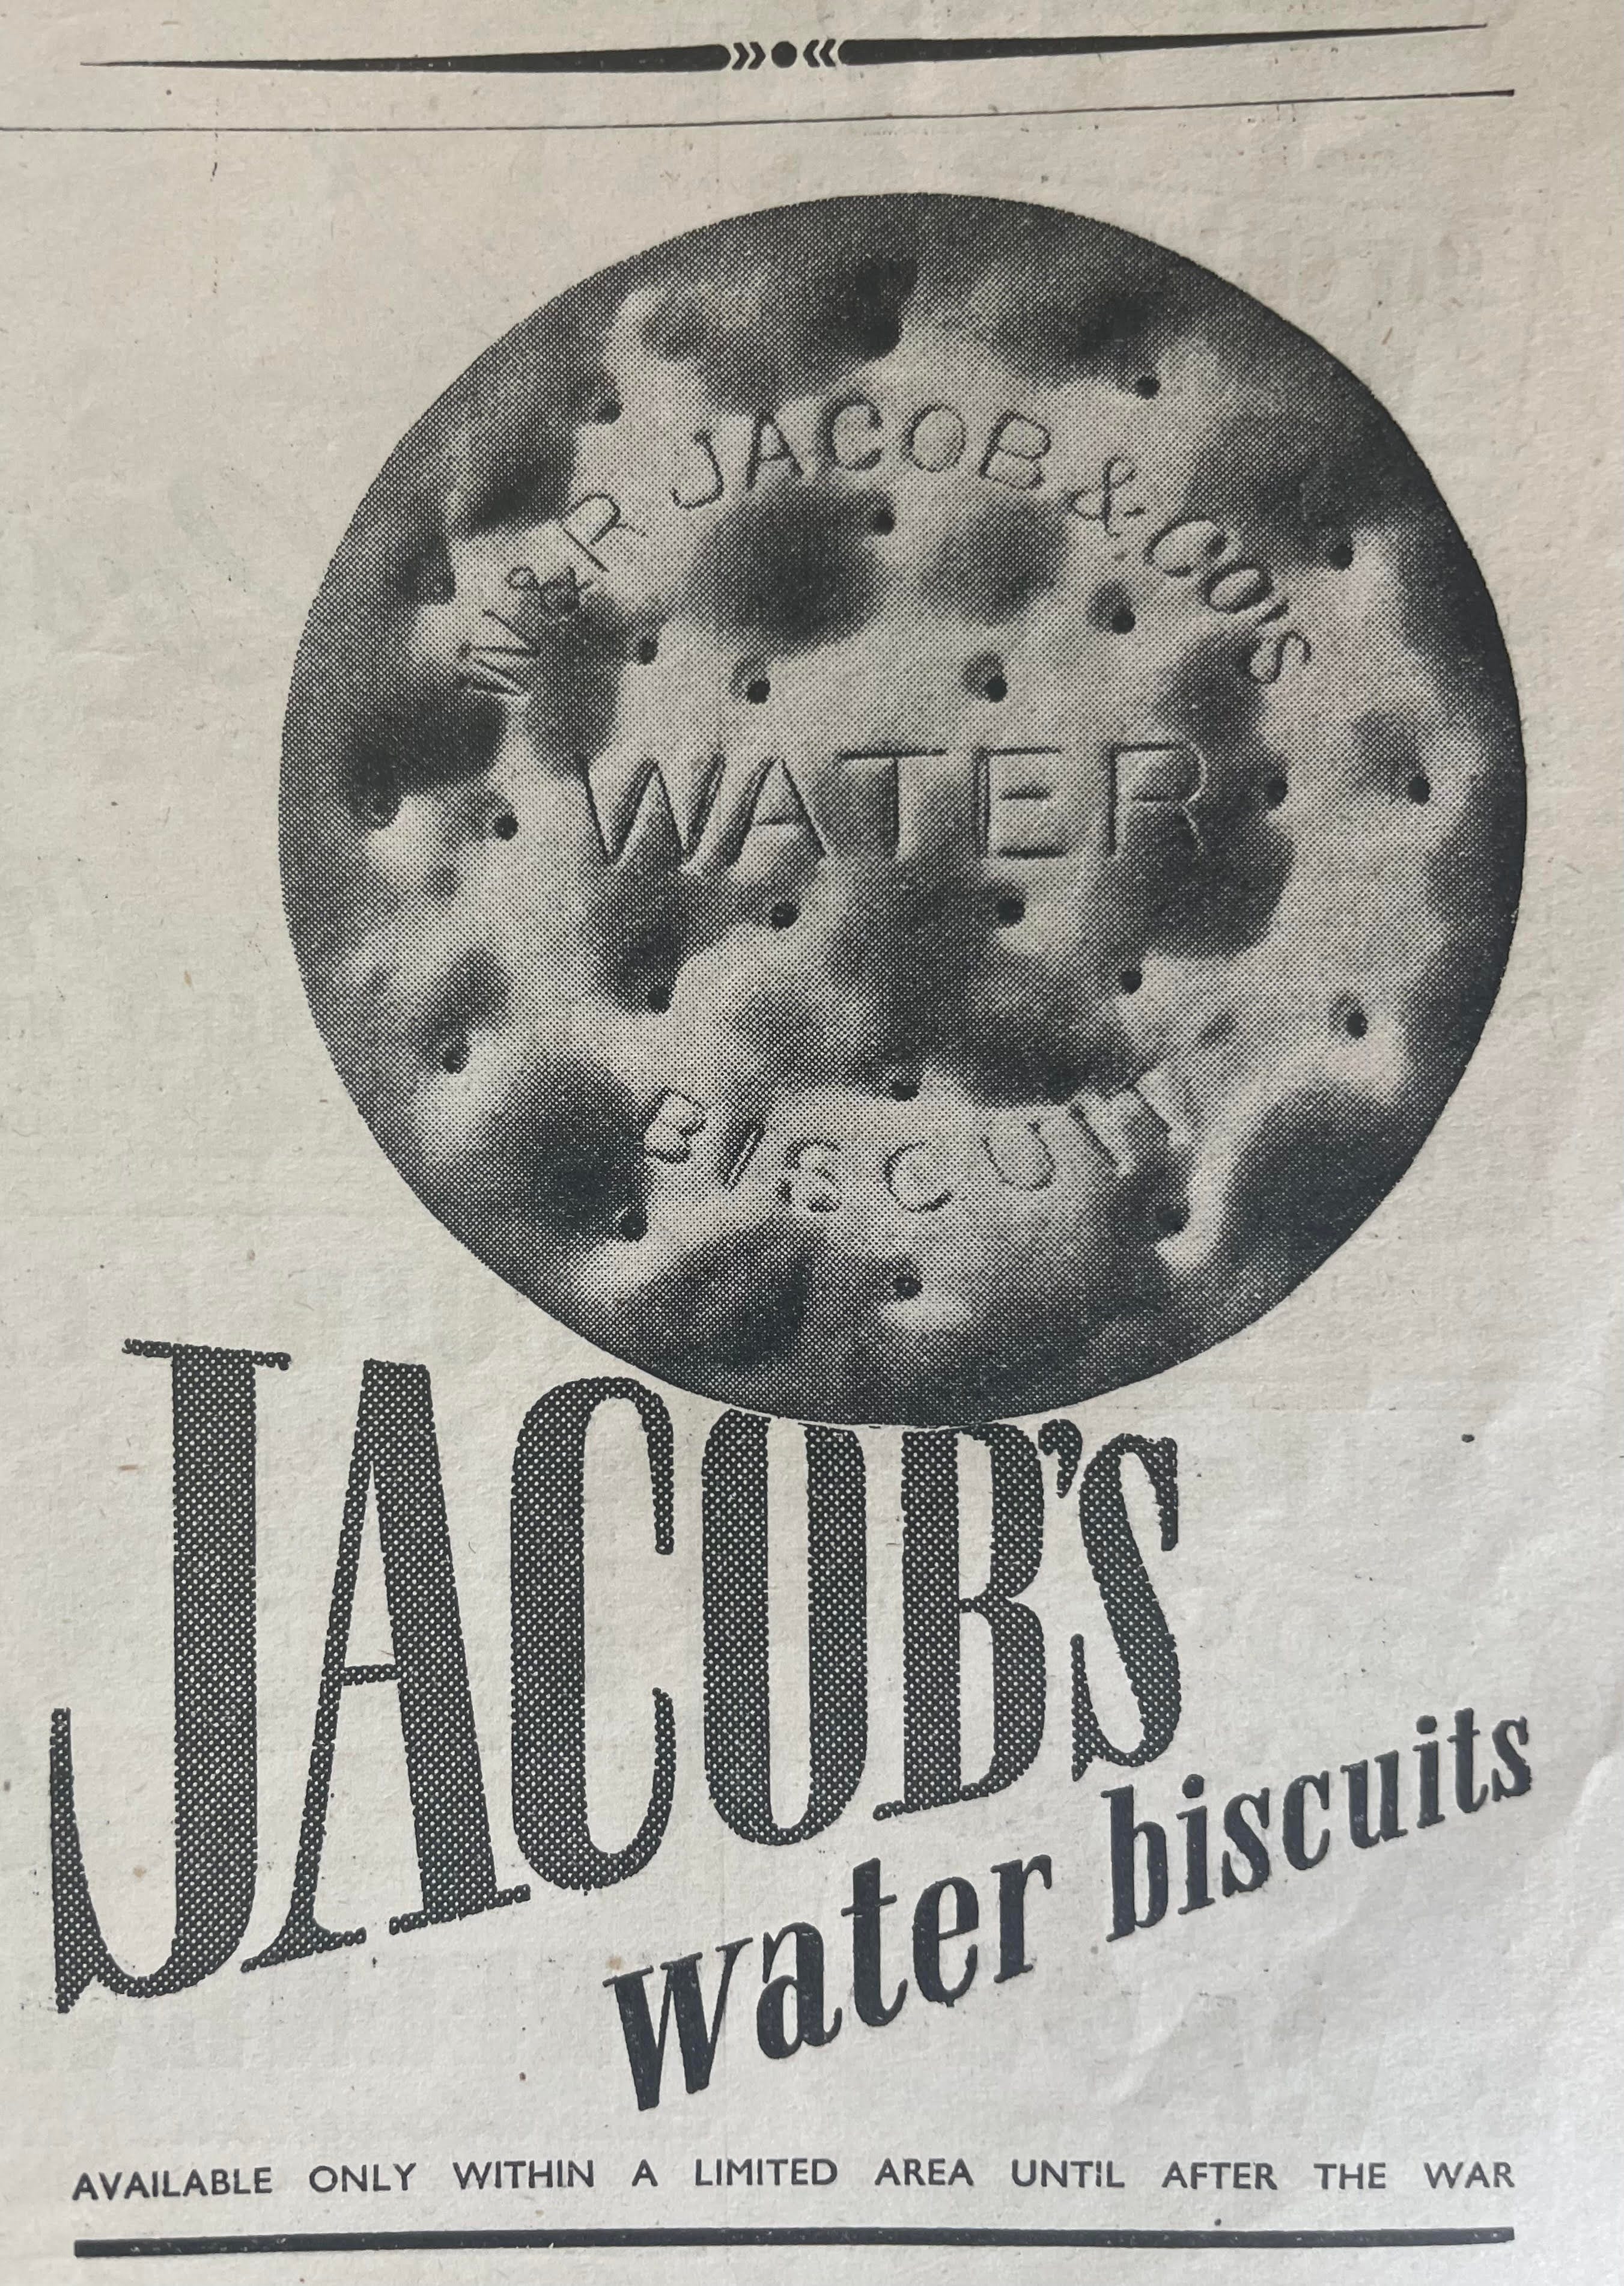 W & R JACOB & CO'S
WATER
BISCUIT
JACOB'S
water biscuits
AVAILABLE ONLY WITHIN A LIMITED AREA UNTIL AFTER THE WAR